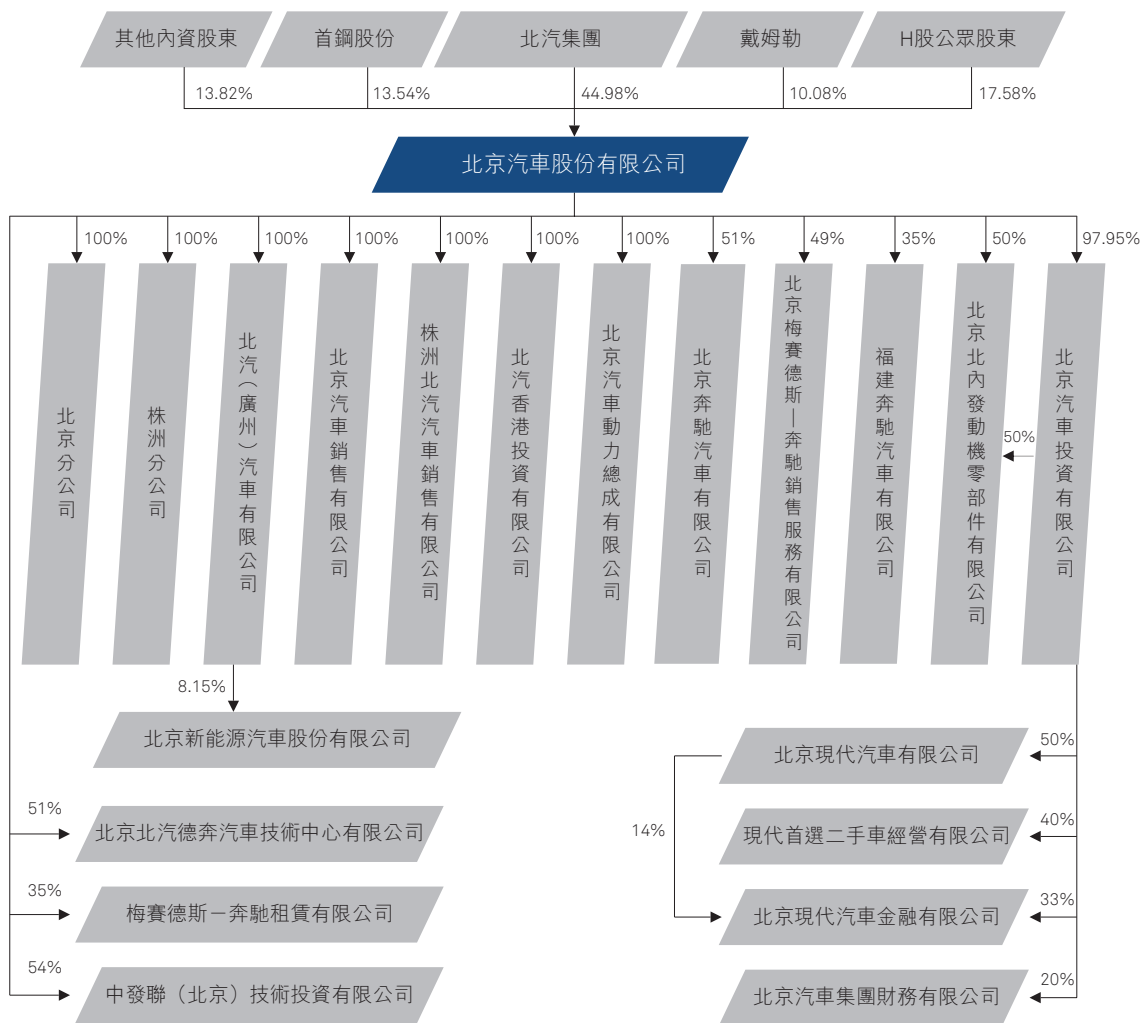 其他內資股東
首鋼股份
北汽集團
戴姆勒
H股公眾股東
13.82%
13.54%
44.98%
10.08%
17.58%
北京汽車股份有限公司
100%
100%
100%
100%
100%
100%
100%
51%
49%
35%
50%
97.95%
北京分公司
株洲分公司
北汽（廣州）汽車有限公司
北京汽車銷售有限公司
株洲北汽汽車銷售有限公司
北汽香港投資有限公司
北京汽車動力總成有限公司
北京奔馳汽車有限公司
北京梅賽德斯—奔馳銷售服務有限公司
福建奔馳汽車有限公司
北京北內發動機零部件有限公司
50%
北京汽車投資有限公司
8.15%
北京新能源汽車股份有限公司
51%
北京北汽德奔汽車技術中心有限公司
35%
梅賽德斯－奔馳租賃有限公司
54%
中發聯（北京）技術投資有限公司
北京現代汽車有限公司
50%
14%
現代首選二手車經營有限公司
40%
北京現代汽車金融有限公司
33%
北京汽車集團財務有限公司
20%